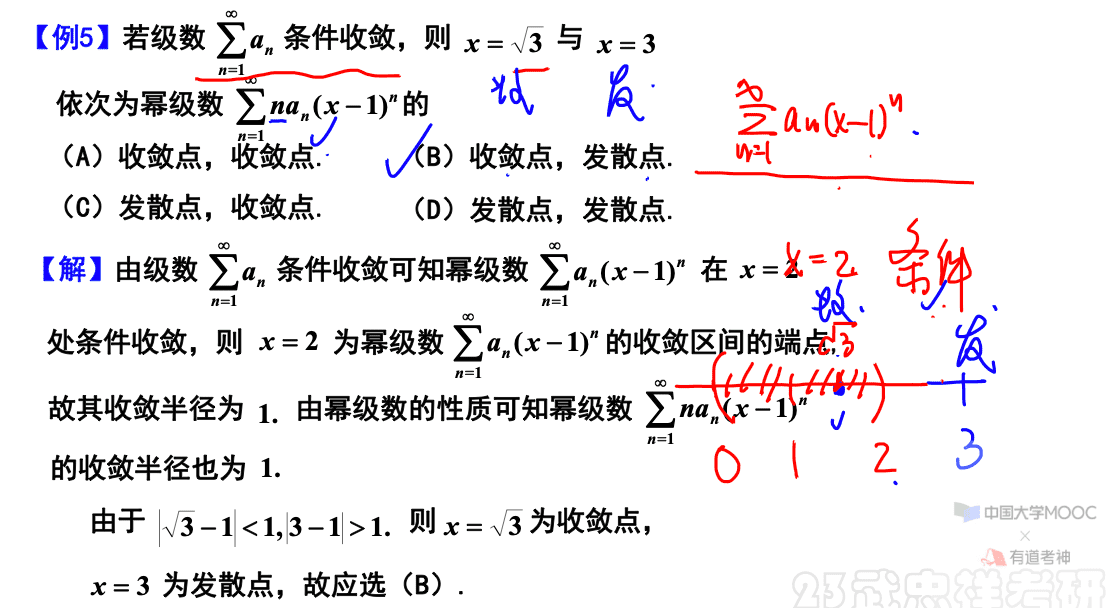 【例5】若级数 $\sum_{n=1}^{\infty} a_n$ 条件收敛，则 $x=\sqrt{3}$ 与 $x=3$
依次为幂级数 $\sum_{n=1}^{\infty} na_n(x-1)^n$ 的
收 发
$\sum_{n=1}^{\infty} a_n(x-1)^n$.
（A）收敛点，收敛点. （B）收敛点，发散点.
（C）发散点，收敛点. （D）发散点，发散点.
【解】由级数 $\sum_{n=1}^{\infty} a_n$ 条件收敛可知幂级数 $\sum_{n=1}^{\infty} a_n(x-1)^n$ 在 $x=2$
x=2. 条件
处条件收敛，则 $x=2$ 为幂级数 $\sum_{n=1}^{\infty} a_n(x-1)^n$ 的收敛区间的端点，
$\sqrt{3}$ 发
故其收敛半径为 1. 由幂级数的性质可知幂级数 $\sum_{n=1}^{\infty} na_n(x-1)^n$
0 1 2 3
的收敛半径也为 1.
由于 $|\sqrt{3}-1|<1,|3-1|>1.$ 则 $x=\sqrt{3}$ 为收敛点，
中国大学MOOC
×
有道考神
$x=3$ 为发散点，故应选（B）.
23武忠祥考研